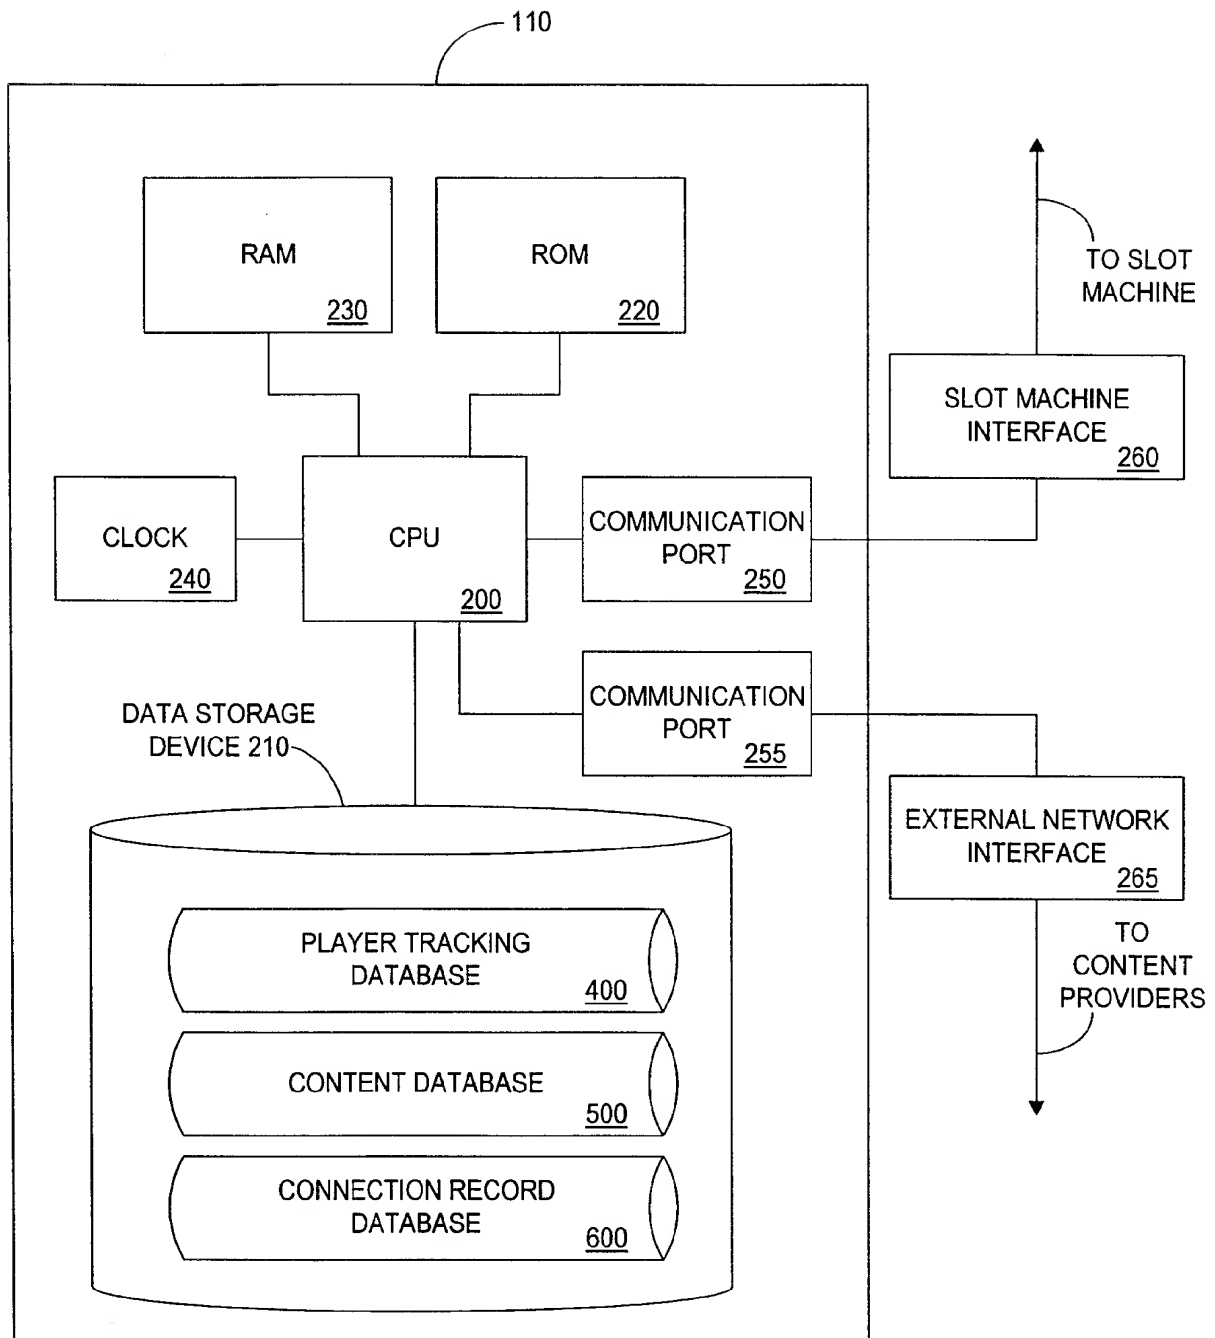 110
RAM
230
ROM
220
TO SLOT
MACHINE
SLOT MACHINE
INTERFACE
260
CLOCK
240
CPU
200
COMMUNICATION
PORT
250
COMMUNICATION
PORT
255
DATA STORAGE
DEVICE 210
EXTERNAL NETWORK
INTERFACE
265
TO
CONTENT
PROVIDERS
PLAYER TRACKING
DATABASE
400
CONTENT DATABASE
500
CONNECTION RECORD
DATABASE
600